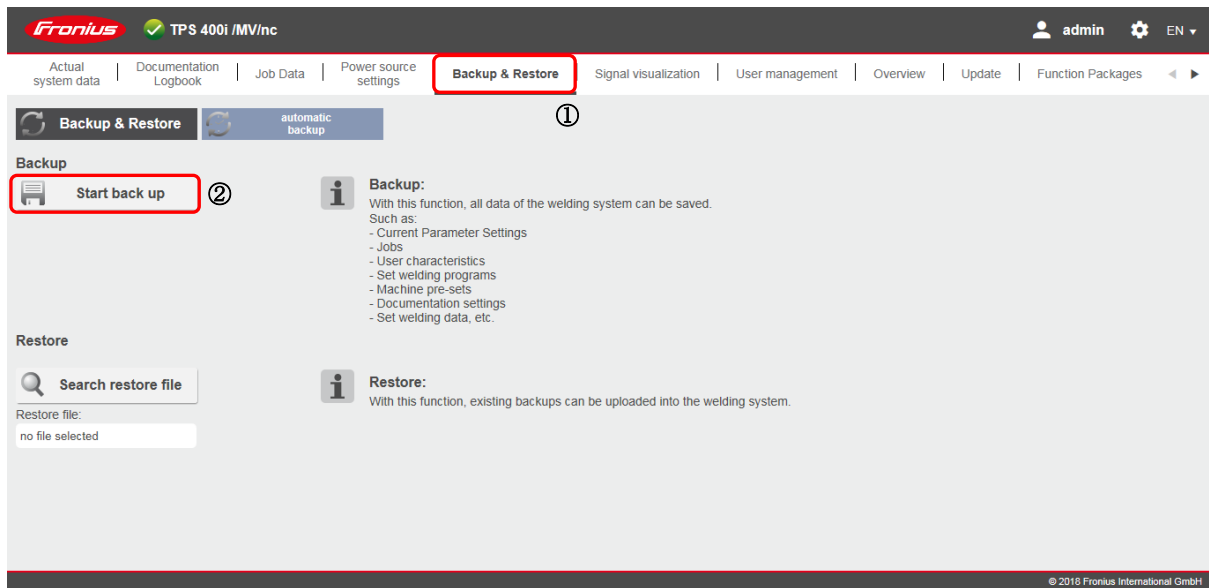 Fronius
TPS 400i /MV/nc
admin
EN
Actual
system data
Documentation
Logbook
Job Data
Power source
settings
Backup & Restore
Signal visualization
User management
Overview
Update
Function Packages
①
Backup & Restore
automatic
backup
Backup
Start back up
②
Backup:
With this function, all data of the welding system can be saved.
Such as:
- Current Parameter Settings
- Jobs
- User characteristics
- Set welding programs
- Machine pre-sets
- Documentation settings
- Set welding data, etc.
Restore
Search restore file
Restore file:
no file selected
Restore:
With this function, existing backups can be uploaded into the welding system.
© 2018 Fronius International GmbH